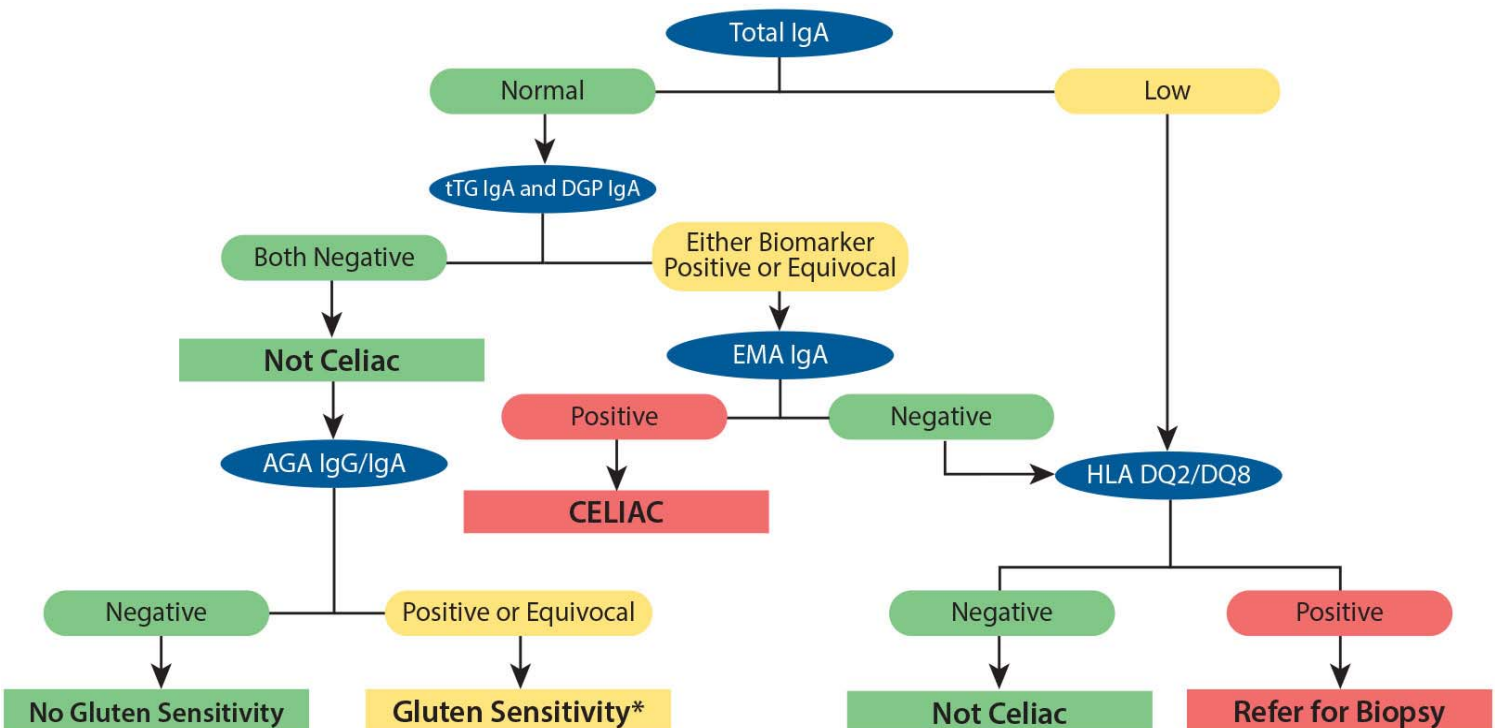 Total IgA
Normal
Low
tTG IgA and DGP IgA
Both Negative
Either Biomarker
Positive or Equivocal
Not Celiac
EMA IgA
Positive
Negative
AGA IgG/IgA
HLA DQ2/DQ8
CELIAC
Negative
Positive or Equivocal
Negative
Positive
No Gluten Sensitivity
Gluten Sensitivity*
Not Celiac
Refer for Biopsy